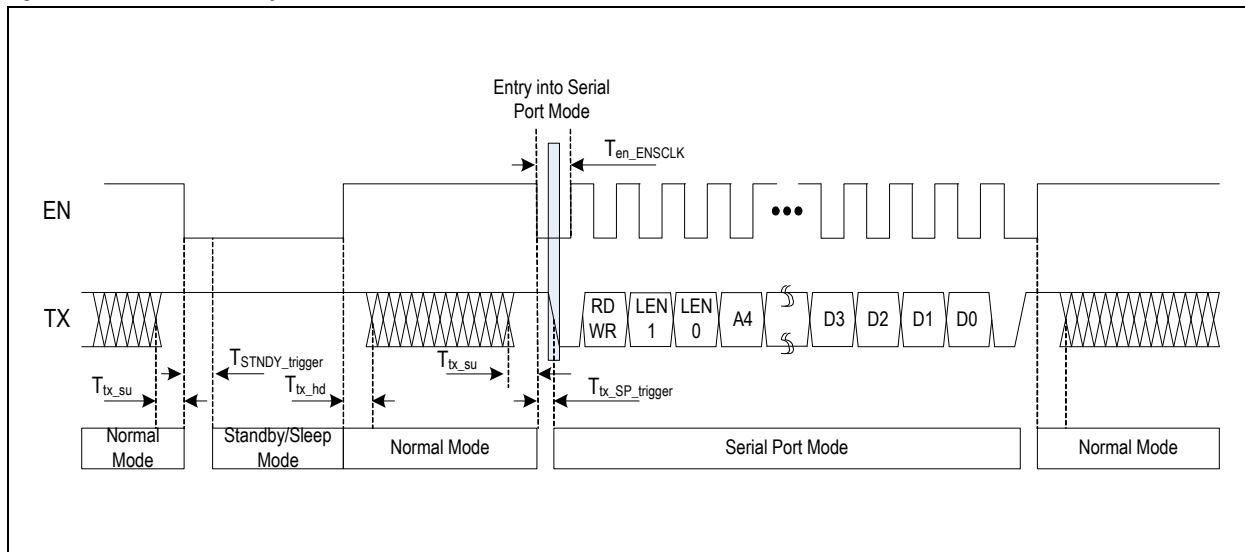 Entry into Serial
Port Mode
Ten_ENSCLK
EN
•••
TX
RD
WR
LEN
1
LEN
0
A4
D3
D2
D1
D0
TSTNDY_trigger
Ttx_su
Ttx_hd
Ttx_su
Ttx_SP_trigger
Normal
Mode
Standby/Sleep
Mode
Normal Mode
Serial Port Mode
Normal Mode